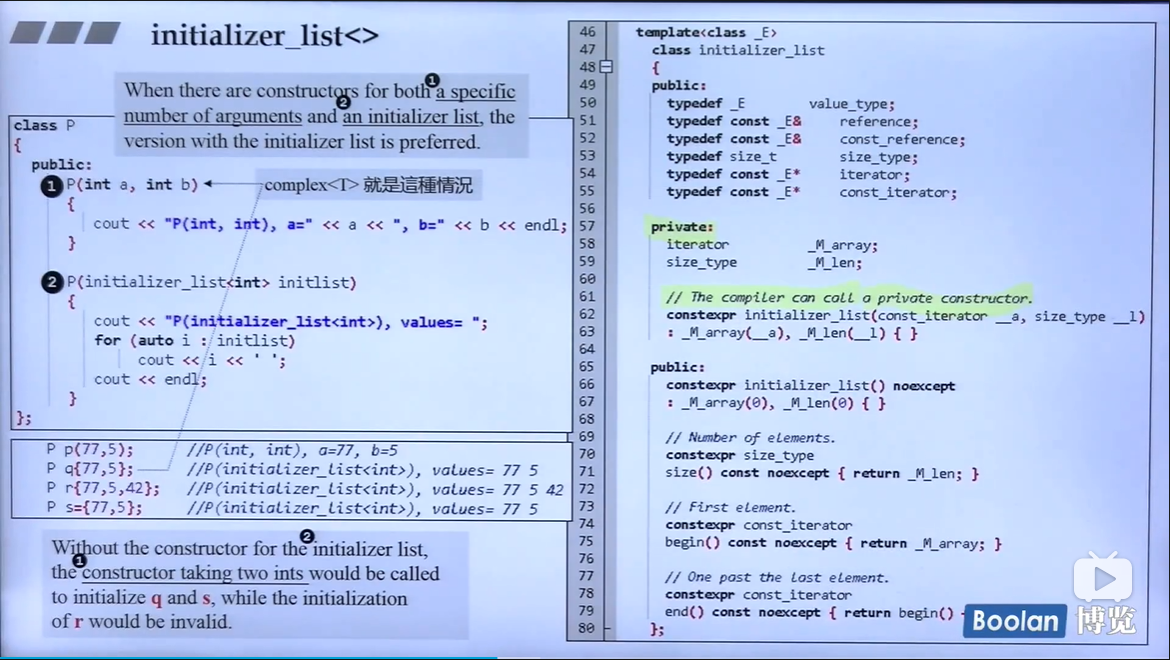 initializer_list<>
When there are constructors for both a specific
number of arguments and an initializer list, the
version with the initializer list is preferred.
1
2
class P
{
public:
1 P(int a, int b)
complex<T> 就是這種情況
{
cout << "P(int, int), a=" << a << ", b=" << b << endl;
}
2 P(initializer_list<int> initlist)
{
cout << "P(initializer_list<int>), values= ";
for (auto i : initlist)
cout << i << ' ';
cout << endl;
}
};
P p(77,5); //P(int, int), a=77, b=5
P q{77,5}; //P(initializer_list<int>), values= 77 5
P r{77,5,42}; //P(initializer_list<int>), values= 77 5 42
P s={77,5}; //P(initializer_list<int>), values= 77 5
2
Without the constructor for the initializer list,
1
the constructor taking two ints would be called
to initialize q and s, while the initialization
of r would be invalid.
46 template<class _E>
47 class initializer_list
48 {
49 public:
50 typedef _E value_type;
51 typedef const _E& reference;
52 typedef const _E& const_reference;
53 typedef size_t size_type;
54 typedef const _E* iterator;
55 typedef const _E* const_iterator;
56
57 private:
58 iterator _M_array;
59 size_type _M_len;
60
61 // The compiler can call a private constructor.
62 constexpr initializer_list(const_iterator __a, size_type __l)
63 : _M_array(__a), _M_len(__l) { }
64
65 public:
66 constexpr initializer_list() noexcept
67 : _M_array(0), _M_len(0) { }
68
69 // Number of elements.
70 constexpr size_type
71 size() const noexcept { return _M_len; }
72
73 // First element.
74 constexpr const_iterator
75 begin() const noexcept { return _M_array; }
76
77 // One past the last element.
78 constexpr const_iterator
79 end() const noexcept { return begin()
80 };
Boolan 博览